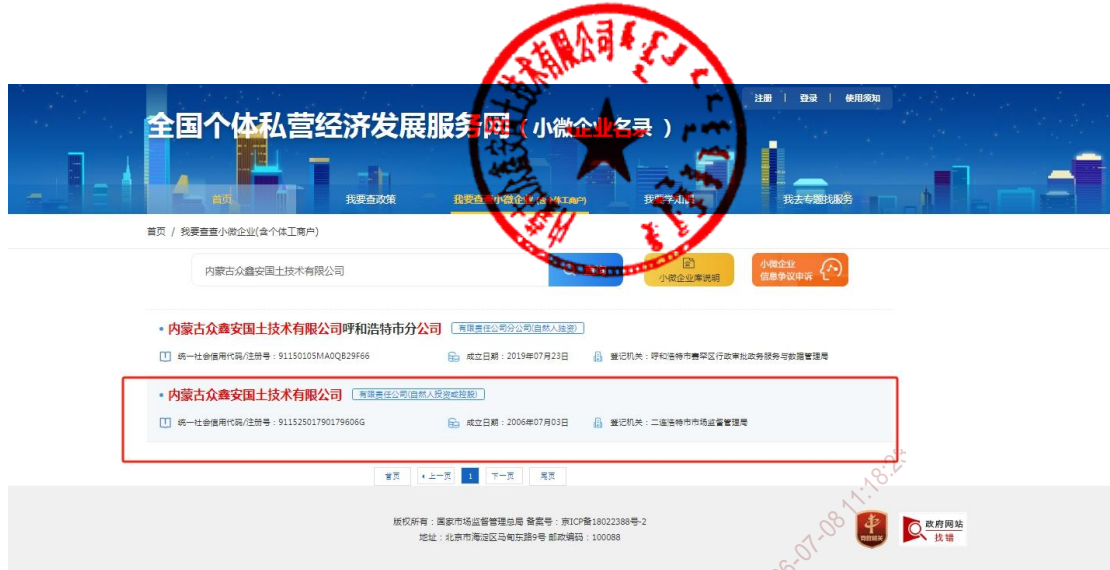 注册 | 登录 | 使用须知
全国个体私营经济发展服务网（小微企业名录）
首页 我要查政策 我要查查小微企业(含个体工商户) 我要学知识 我去专题找服务
首页 / 我要查查小微企业(含个体工商户)
内蒙古众鑫安国土技术有限公司
小微企业库说明
小微企业
信息争议申诉
内蒙古众鑫安国土技术有限公司呼和浩特市分公司 有限责任公司分公司(自然人独资)
统一社会信用代码/注册号：91150105MA0QB29F66 成立日期：2019年07月23日 登记机关：呼和浩特市赛罕区行政审批政务服务与数据管理局
内蒙古众鑫安国土技术有限公司 有限责任公司(自然人投资或控股)
统一社会信用代码/注册号：91152501790179606G 成立日期：2006年07月03日 登记机关：二连浩特市市场监督管理局
首页 上一页 1 下一页 尾页
版权所有：国家市场监督管理总局 备案号：京ICP备18022388号-2
地址：北京市海淀区马甸东路9号 邮政编码：100088
党政机关
政府网站
找错